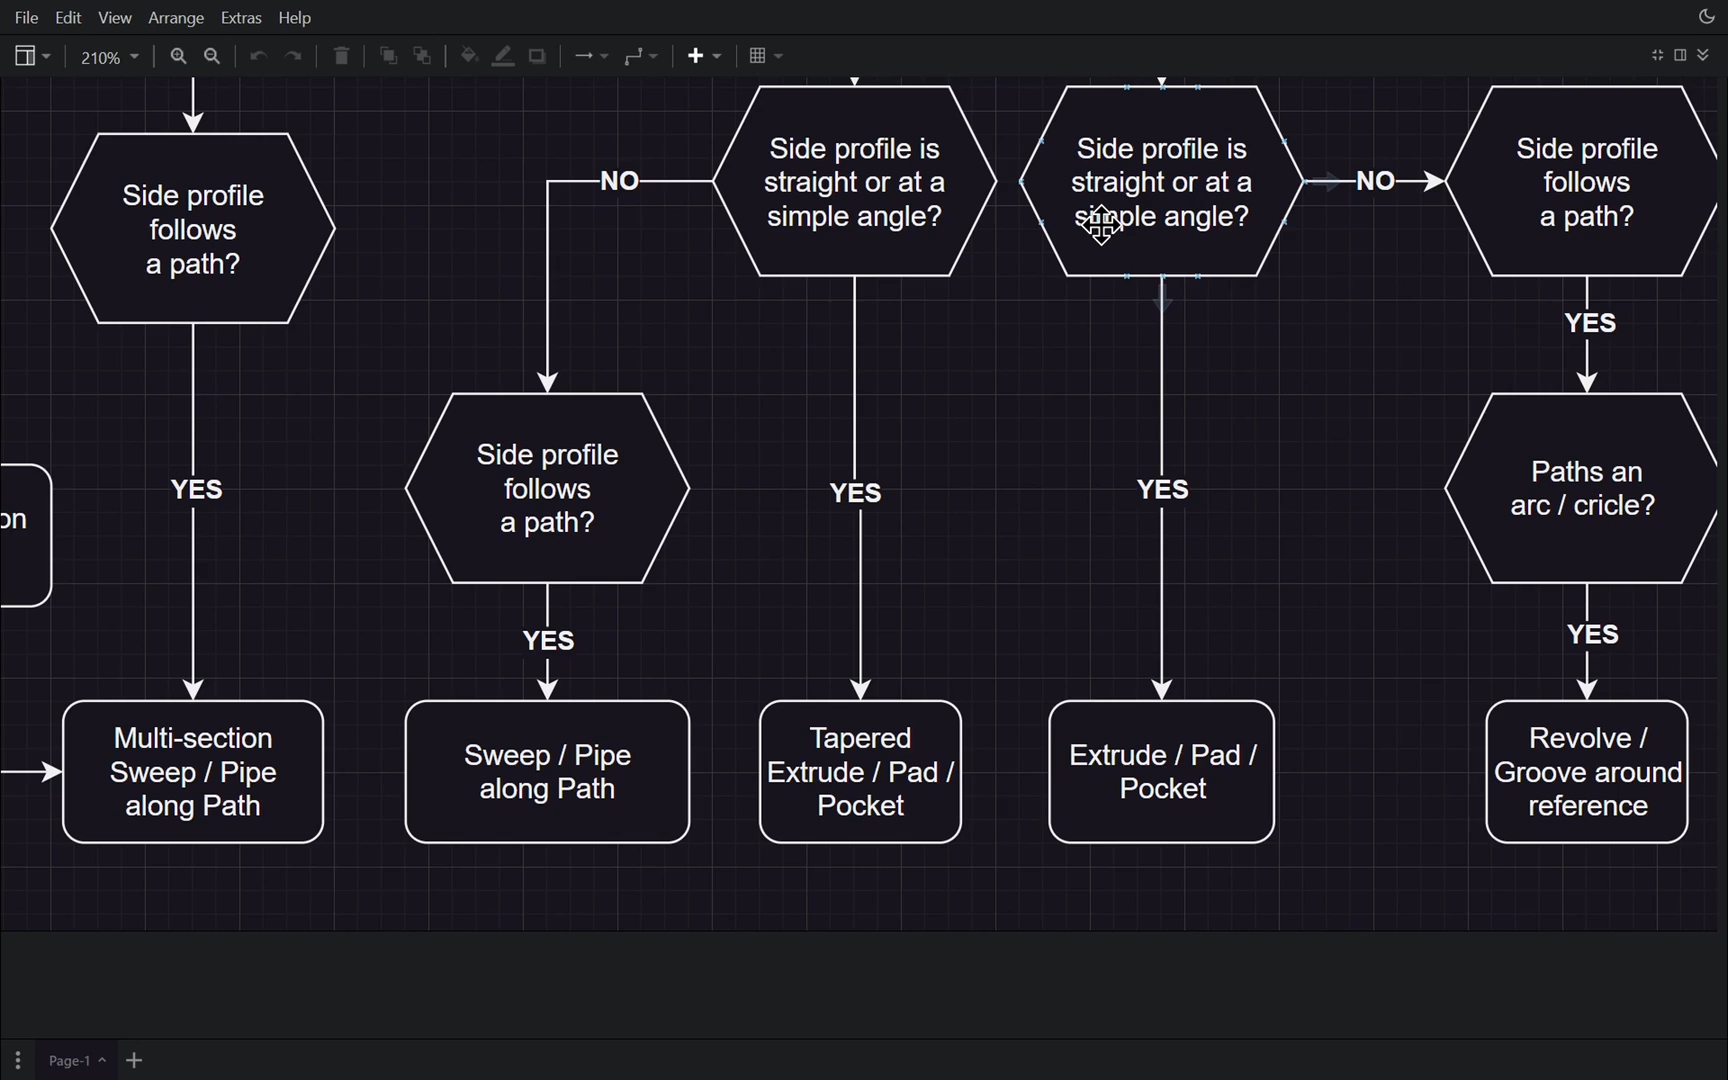 File Edit View Arrange Extras Help
210%
Side profile
follows
a path?
NO
Side profile is
straight or at a
simple angle?
Side profile is
straight or at a
simple angle?
NO
Side profile
follows
a path?
YES
on
YES
Side profile
follows
a path?
YES
YES
YES
Paths an
arc / cricle?
YES
Multi-section
Sweep / Pipe
along Path
Sweep / Pipe
along Path
Tapered
Extrude / Pad /
Pocket
Extrude / Pad /
Pocket
Revolve /
Groove around
reference
Page-1